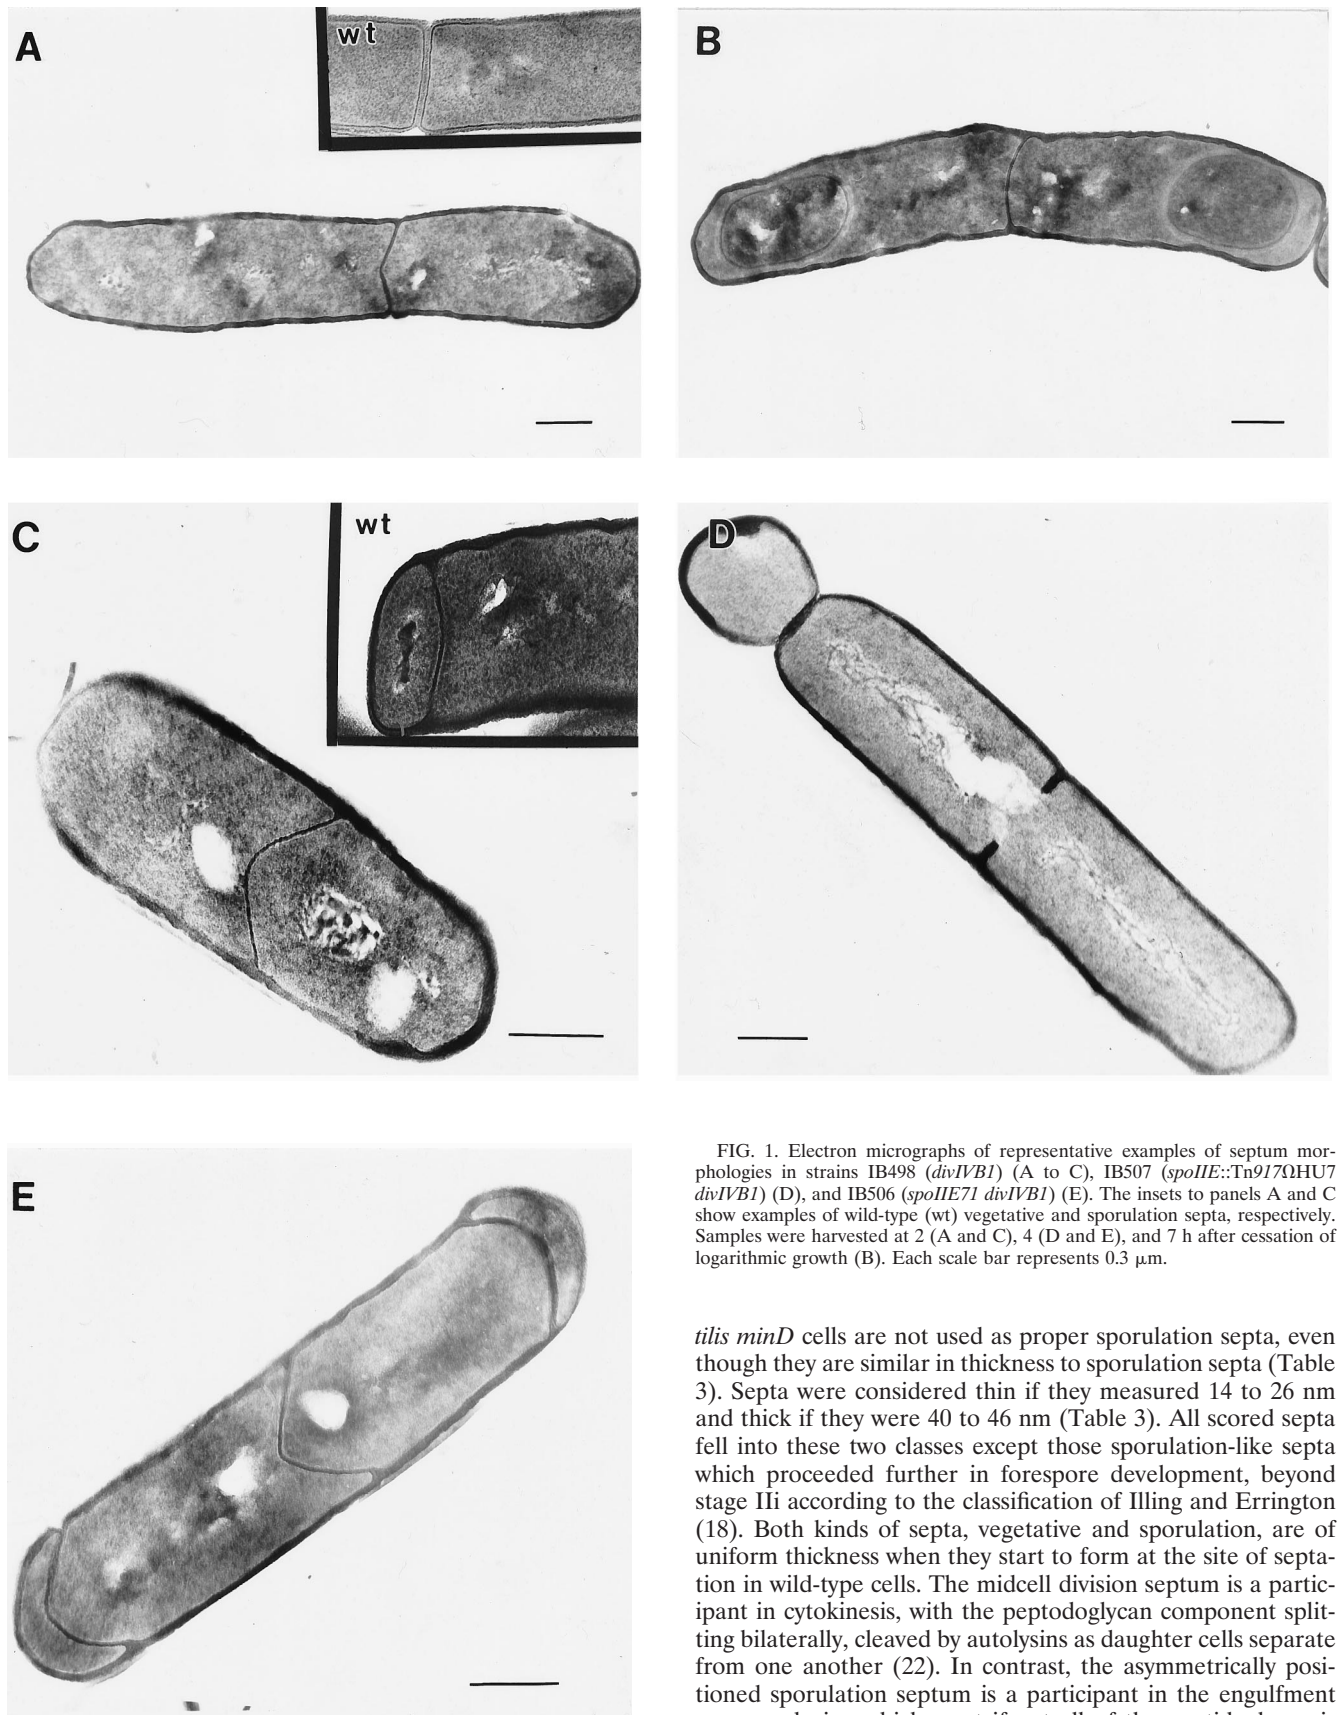 A
wt
B
C
wt
D
E
FIG. 1. Electron micrographs of representative examples of septum mor-
phologies in strains IB498 (divIVB1) (A to C), IB507 (spoIIE::Tn917ΩHU7
divIVB1) (D), and IB506 (spoIIE71 divIVB1) (E). The insets to panels A and C
show examples of wild-type (wt) vegetative and sporulation septa, respectively.
Samples were harvested at 2 (A and C), 4 (D and E), and 7 h after cessation of
logarithmic growth (B). Each scale bar represents 0.3 μm.
tilis minD cells are not used as proper sporulation septa, even
though they are similar in thickness to sporulation septa (Table
3). Septa were considered thin if they measured 14 to 26 nm
and thick if they were 40 to 46 nm (Table 3). All scored septa
fell into these two classes except those sporulation-like septa
which proceeded further in forespore development, beyond
stage IIi according to the classification of Illing and Errington
(18). Both kinds of septa, vegetative and sporulation, are of
uniform thickness when they start to form at the site of septa-
tion in wild-type cells. The midcell division septum is a partic-
ipant in cytokinesis, with the peptodoglycan component split-
ting bilaterally, cleaved by autolysins as daughter cells separate
from one another (22). In contrast, the asymmetrically posi-
tioned sporulation septum is a participant in the engulfment